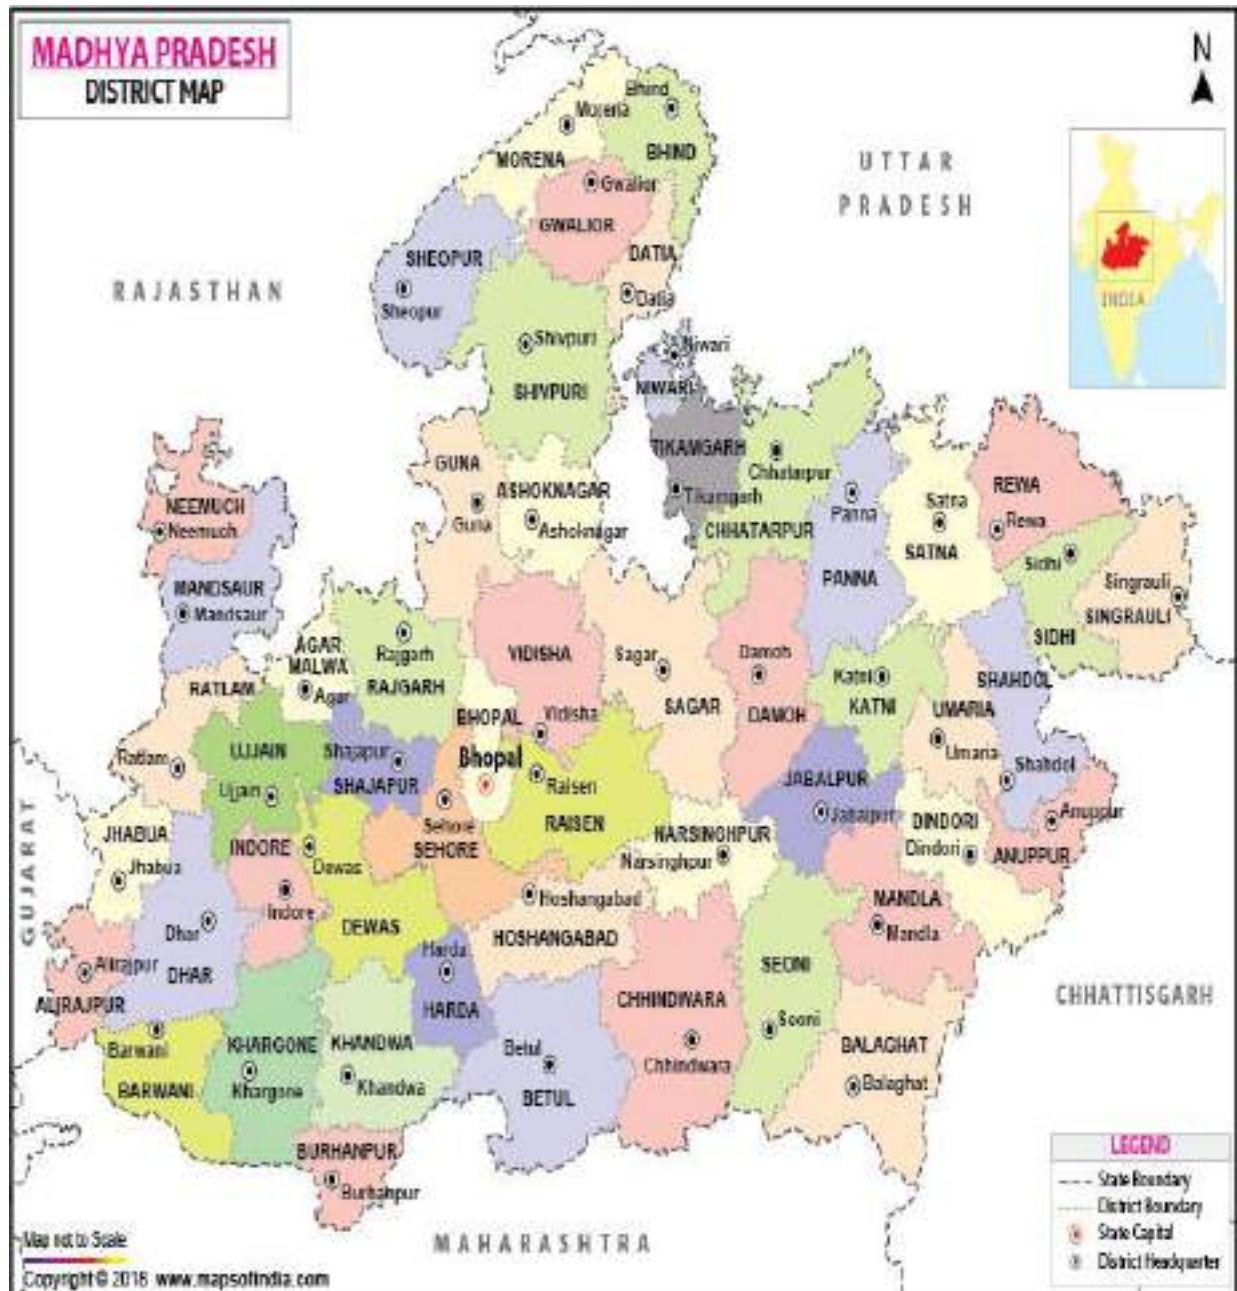 MADHYA PRADESH
DISTRICT MAP
N
UTTAR
PRADESH
INDIA
RAJASTHAN
GUJARAT
CHHATTISGARH
MAHARASHTRA
Bhind
Morena
MORENA
BHIND
Gwalior
GWALIOR
SHEOPUR
DATIA
Sheopur
Datia
Shivpuri
SHIVPURI
Niwari
NIWARI
TIKAMGARH
Tikamgarh
Chhatarpur
CHHATARPUR
GUNA
Guna
ASHOKNAGAR
Ashoknagar
NEEMUCH
Neemuch
MANDSAUR
Mandsaur
Panna
PANNA
Satna
SATNA
REWA
Rewa
Sidhi
SIDHI
Singrauli
SINGRAULI
AGAR
MALWA
Agar
Rajgarh
RAJGARH
VIDISHA
Vidisha
Sagar
SAGAR
Damoh
DAMOH
Katni
KATNI
UMARIA
Umaria
SHAHDOL
Shahdol
RATLAM
Ratlam
UJJAIN
Ujjain
Shajapur
SHAJAPUR
BHOPAL
Bhopal
Raisen
RAISEN
Sehore
SEHORE
JABALPUR
Jabalpur
NARSINGHPUR
Narsinghpur
DINDORI
Dindori
Anuppur
ANUPPUR
JHABUA
Jhabua
INDORE
Indore
Dewas
DEWAS
Hoshangabad
HOSHANGABAD
MANDLA
Mandla
Dhar
DHAR
Alirajpur
ALIRAJPUR
Harda
HARDA
CHHINDWARA
Chhindwara
SEONI
Sooni
BALAGHAT
Balaghat
Barwani
BARWANI
KHARGONE
Khargone
KHANDWA
Khandwa
Betul
BETUL
BURHANPUR
Burhanpur
LEGEND
State Boundary
District Boundary
State Capital
District Headquarter
Map not to Scale
Copyright © 2018 www.mapsofindia.com